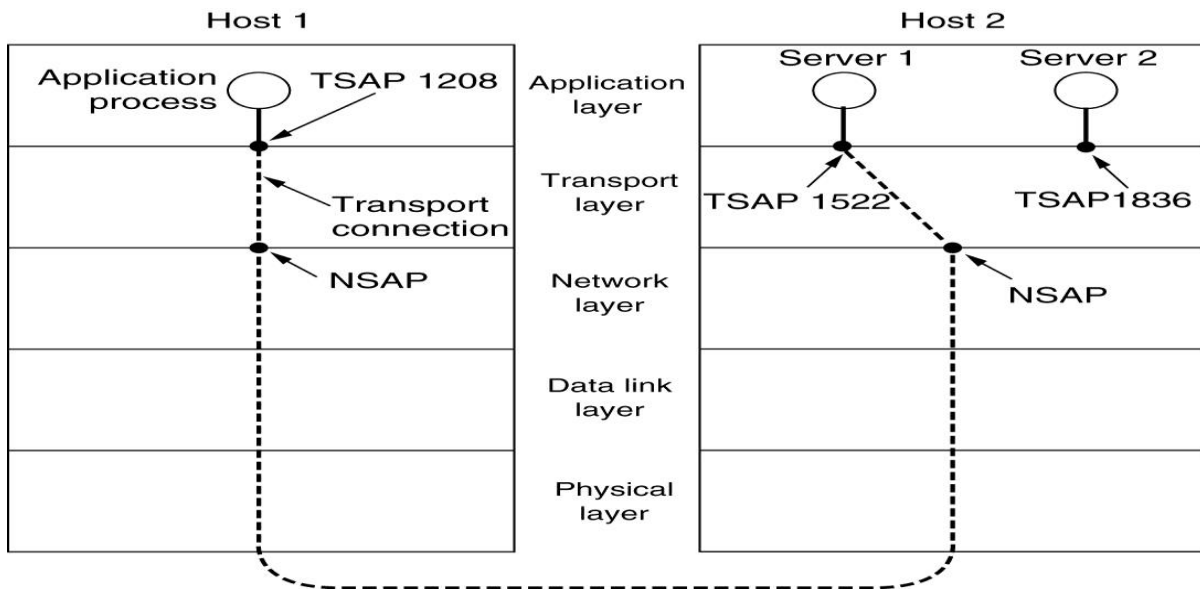 Host 1
Host 2
Application
process
TSAP 1208
Application
layer
Server 1
Server 2
Transport
connection
Transport
layer
TSAP 1522
TSAP1836
NSAP
Network
layer
NSAP
Data link
layer
Physical
layer